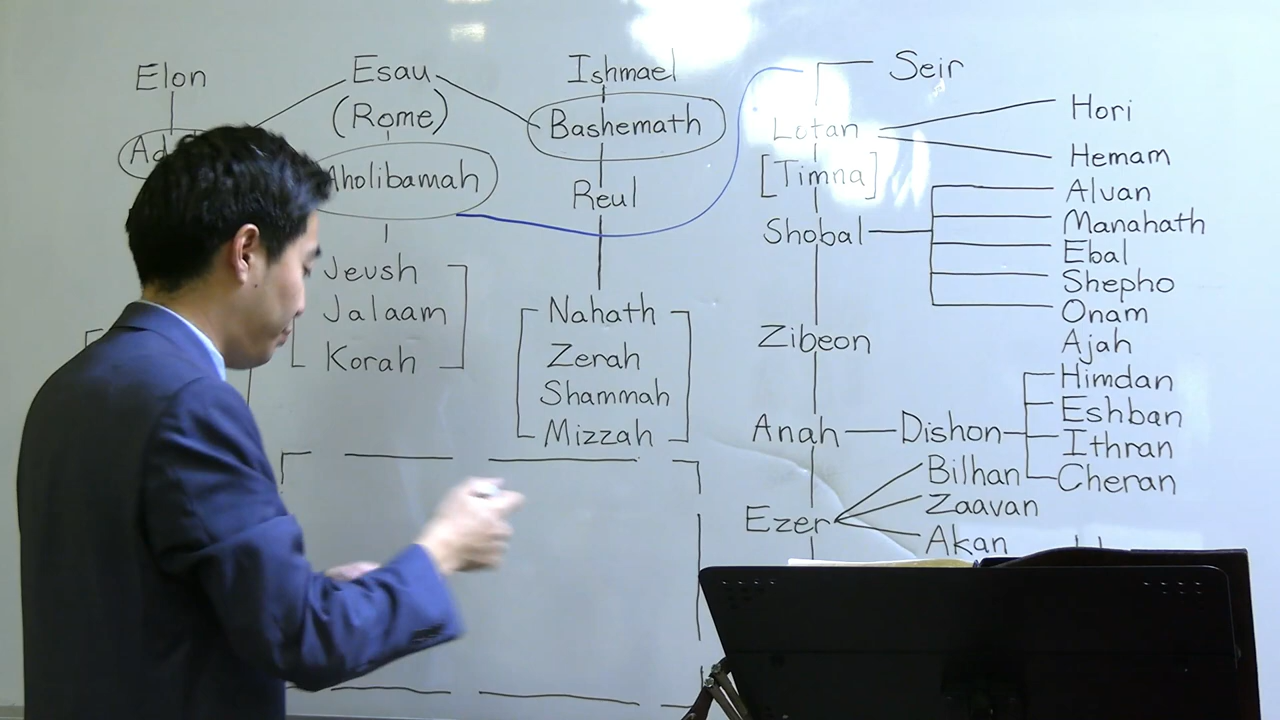 Elon
Esau
(Rome)
Aholibamah
Jeush
Jalaam
Korah
Ishmael
Bashemath
Reul
Nahath
Zerah
Shammah
Mizzah
Seir
Lotan
[Timna]
Hori
Hemam
Shobal
Alvan
Manahath
Ebal
Shepho
Onam
Zibeon
Ajah
Anah
Dishon
Himdan
Eshban
Ithran
Cheran
Ezer
Bilhan
Zaavan
Akan